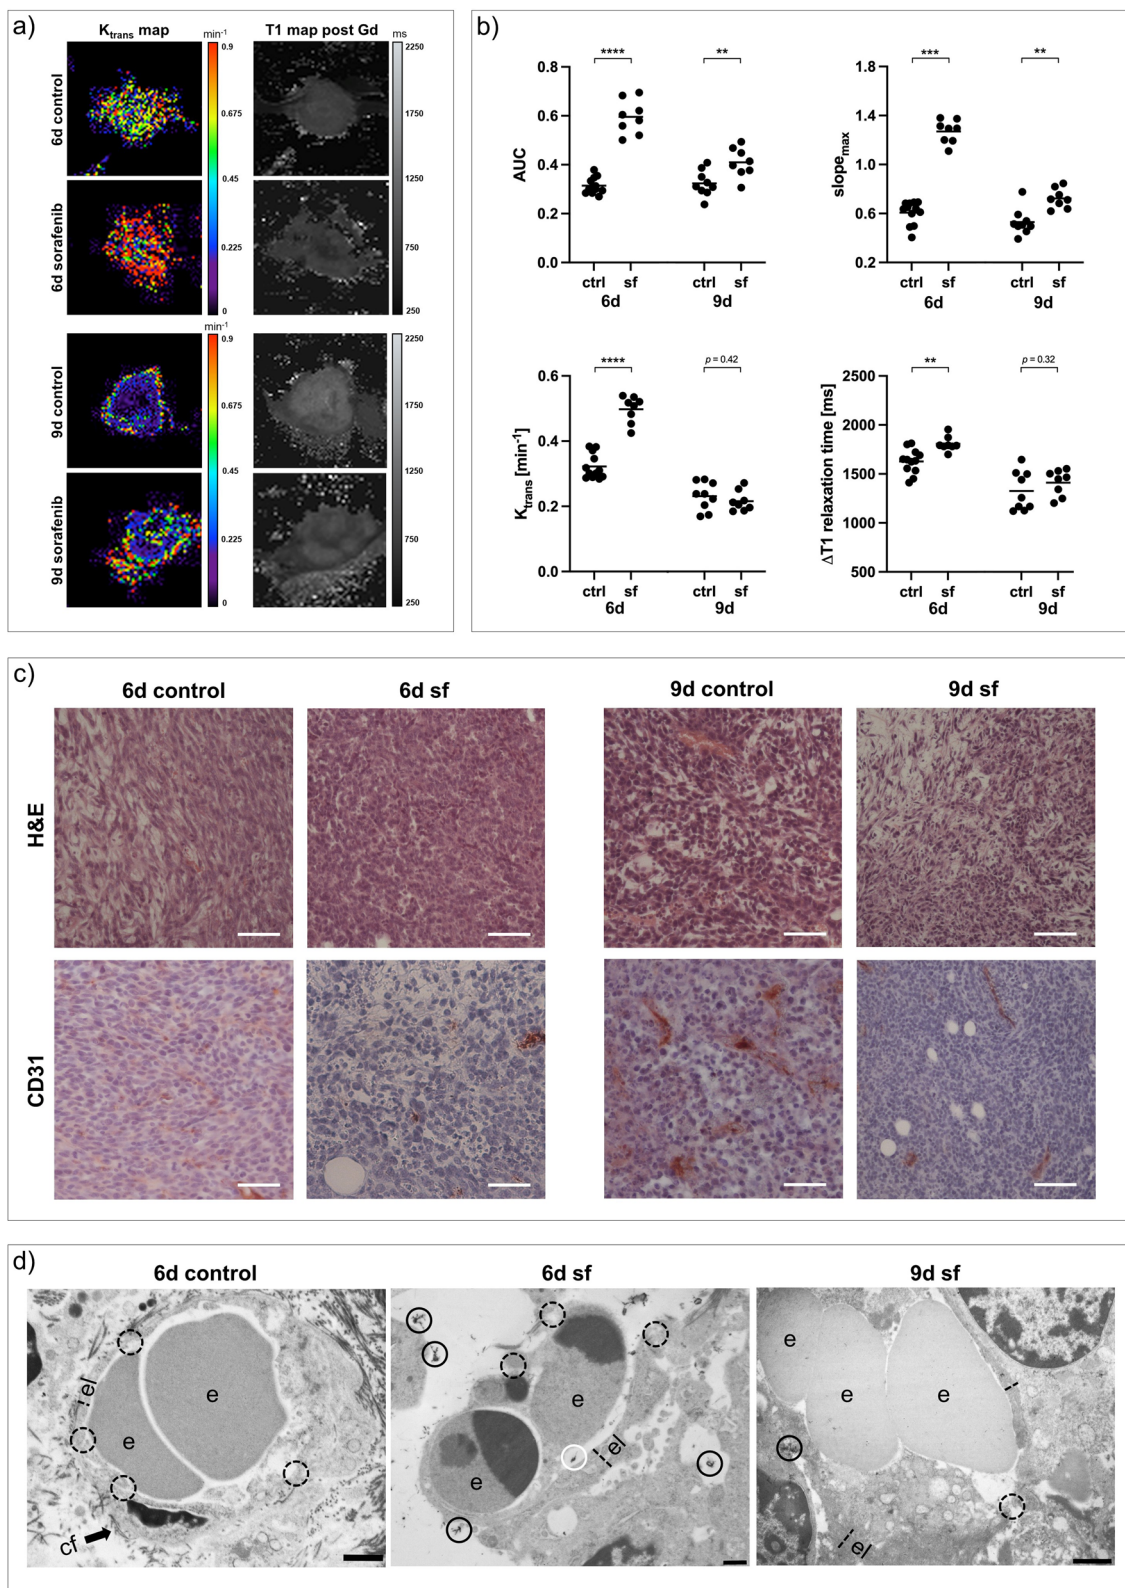 a)
K_trans map
min⁻¹
T1 map post Gd
ms
6d control
0.9
0.675
0.45
0.225
0
2250
1750
1250
750
250
6d sorafenib
min⁻¹
9d control
0.9
0.675
0.45
0.225
0
2250
1750
1250
750
250
9d sorafenib
b)
****
**
AUC
0.8
0.6
0.4
0.2
0.0
ctrl sf ctrl sf
6d 9d
***
**
slope_max
1.8
1.4
1.0
0.6
0.2
ctrl sf ctrl sf
6d 9d
****
p = 0.42
K_trans [min⁻¹]
0.6
0.4
0.2
0.0
ctrl sf ctrl sf
6d 9d
**
p = 0.32
ΔT1 relaxation time [ms]
2500
2000
1500
1000
500
ctrl sf ctrl sf
6d 9d
c)
6d control 6d sf 9d control 9d sf
H&E
CD31
d)
6d control 6d sf 9d sf
el
e
e
cf
e
el
e
e
e
e
el